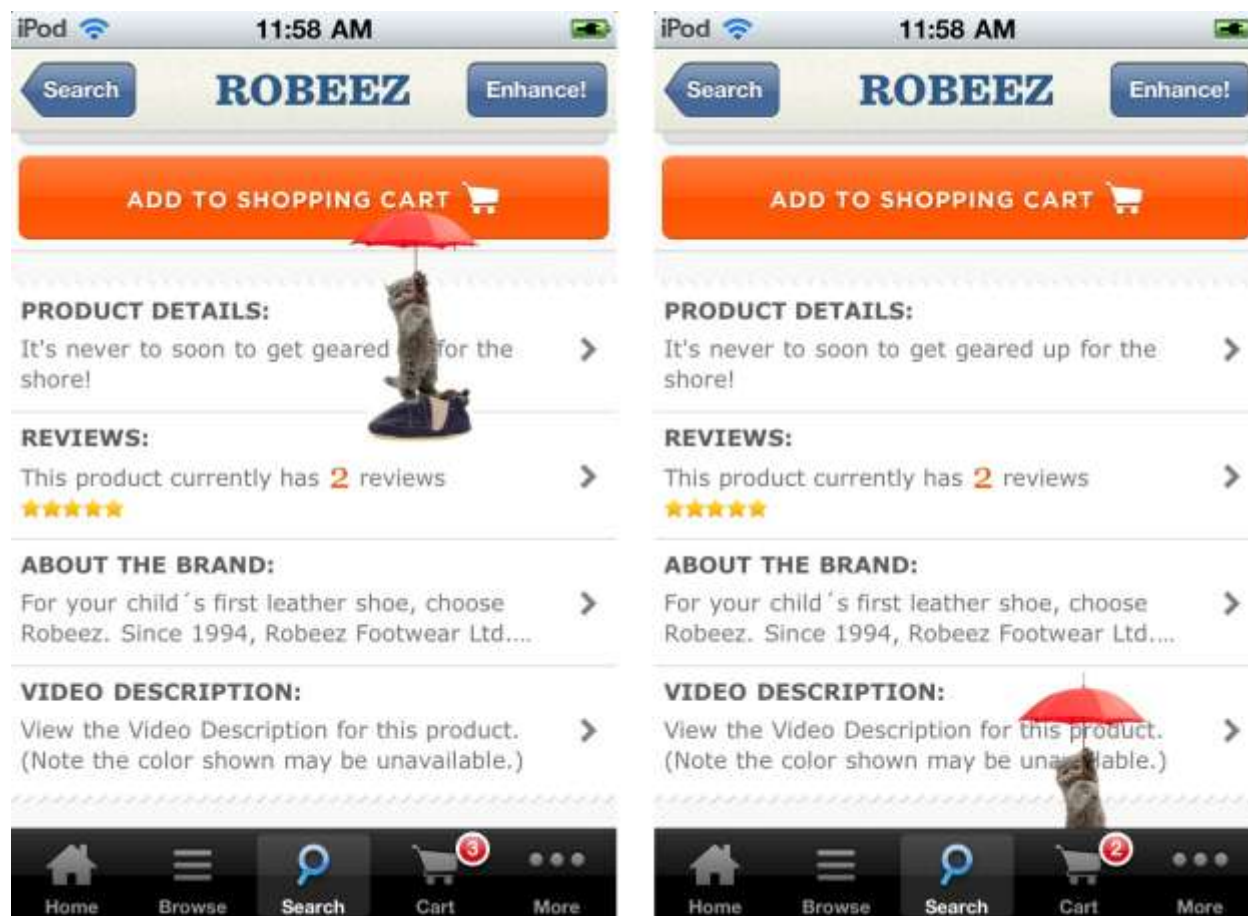 iPod 11:58 AM
Search ROBEEZ Enhance!
ADD TO SHOPPING CART
PRODUCT DETAILS:
It's never to soon to get geared for the
shore!
REVIEWS:
This product currently has 2 reviews
ABOUT THE BRAND:
For your child´s first leather shoe, choose
Robeez. Since 1994, Robeez Footwear Ltd....
VIDEO DESCRIPTION:
View the Video Description for this product.
(Note the color shown may be unavailable.)
3
Home Browse Search Cart More
iPod 11:58 AM
Search ROBEEZ Enhance!
ADD TO SHOPPING CART
PRODUCT DETAILS:
It's never to soon to get geared up for the
shore!
REVIEWS:
This product currently has 2 reviews
ABOUT THE BRAND:
For your child´s first leather shoe, choose
Robeez. Since 1994, Robeez Footwear Ltd....
VIDEO DESCRIPTION:
View the Video Description for this product.
(Note the color shown may be unavailable.)
2
Home Browse Search Cart More